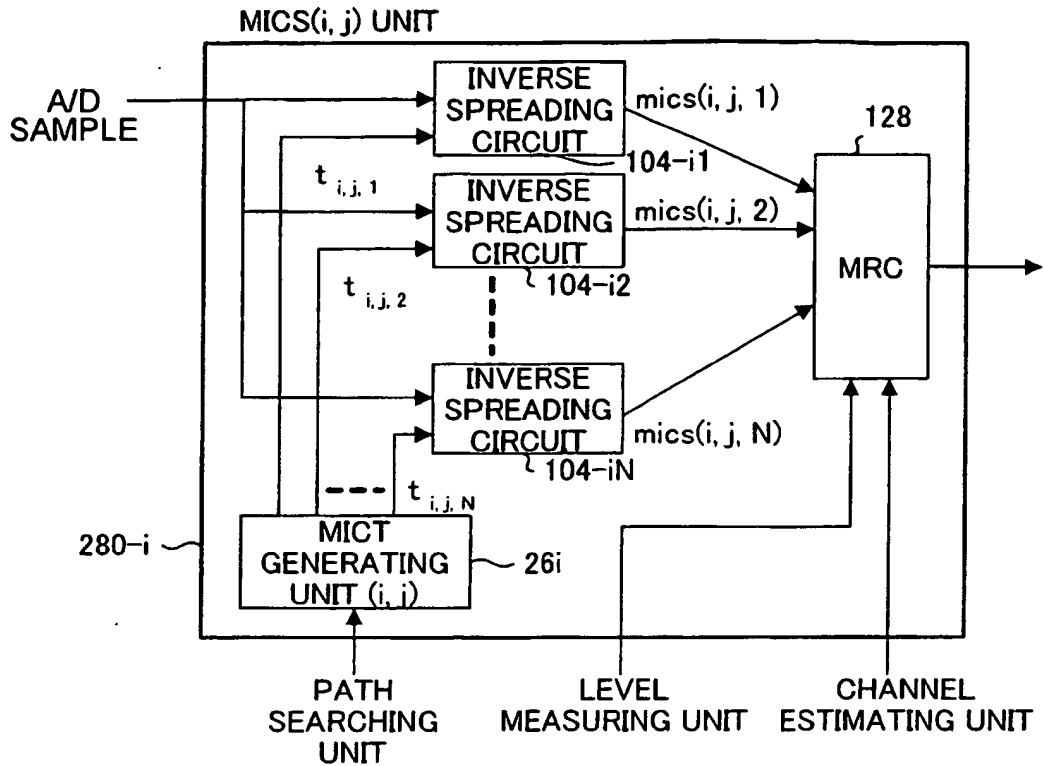 MICS(i, j) UNIT
A/D
SAMPLE
INVERSE
SPREADING
CIRCUIT
104-i1
mics(i, j, 1)
128
t i, j, 1
INVERSE
SPREADING
CIRCUIT
104-i2
mics(i, j, 2)
MRC
t i, j, 2
INVERSE
SPREADING
CIRCUIT
104-iN
mics(i, j, N)
t i, j, N
280-i
MICT
GENERATING
UNIT (i, j)
26i
PATH
SEARCHING
UNIT
LEVEL
MEASURING UNIT
CHANNEL
ESTIMATING UNIT